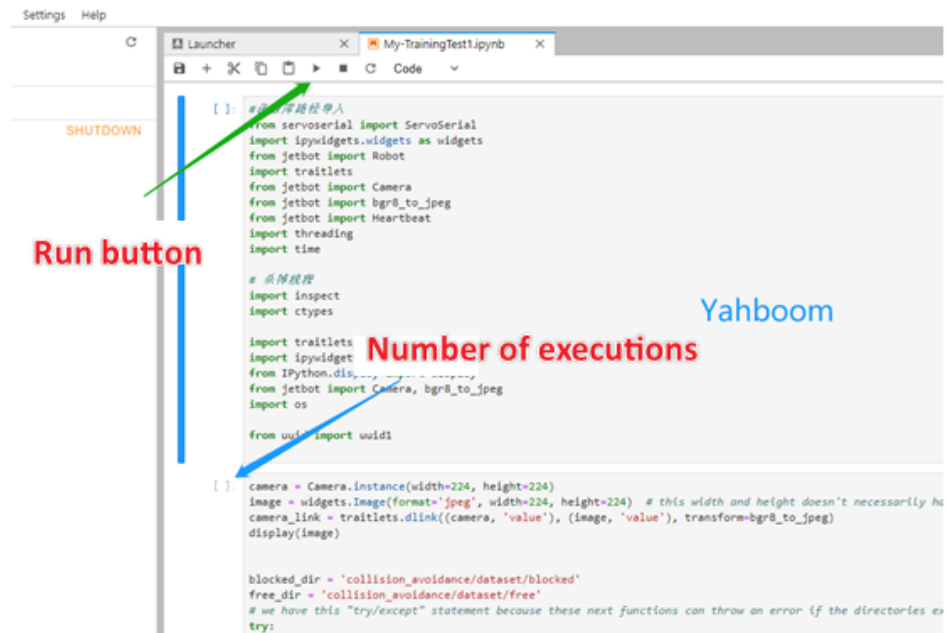 Settings Help
Launcher
My-TrainingTest1.ipynb
Code
SHUTDOWN
[ ]:
from servoserial import ServoSerial
import ipywidgets.widgets as widgets
from jetbot import Robot
import traitlets
from jetbot import Camera
from jetbot import bgr8_to_jpeg
from jetbot import Heartbeat
import threading
import time
Run button
import inspect
import ctypes
Yahboom
import traitlets
Number of executions
import
from IPython.
from jetbot import Camera, bgr8_to_jpeg
import os
from uuid import uuid1
[ ]:
camera = Camera.instance(width=224, height=224)
image = widgets.Image(format='jpeg', width=224, height=224) # this width and height doesn't necessarily
camera_link = traitlets.dlink((camera, 'value'), (image, 'value'), transform=bgr8_to_jpeg)
display(image)
blocked_dir = 'collision_avoidance/dataset/blocked'
free_dir = 'collision_avoidance/dataset/free'
# we have this "try/except" statement because these next functions can throw an error if the directories
try: